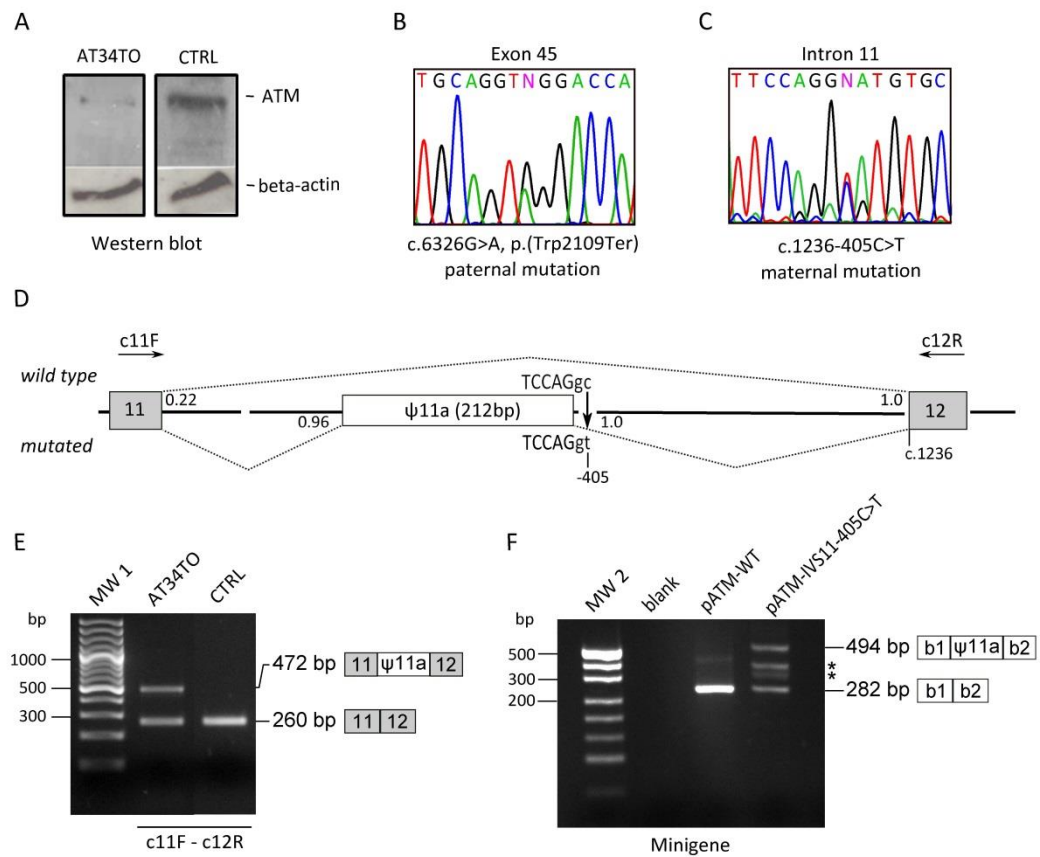 A
AT34TO CTRL
ATM
beta-actin
Western blot
B
Exon 45
TGCAGGTNGGACCA
c.6326G>A, p.(Trp2109Ter)
paternal mutation
C
Intron 11
TTCCAGGNATGTGC
c.1236-405C>T
maternal mutation
D
c11F c12R
wild type
TCCAGgc
11 0.22 0.96 ψ11a (212bp) 1.0 1.0 12
mutated
TCCAGgt
-405
c.1236
E
MW 1 AT34TO CTRL
bp
1000
500
300
472 bp 11 ψ11a 12
260 bp 11 12
c11F - c12R
F
MW 2 blank pATM-WT pATM-IVS11-405C>T
bp
500
300
200
494 bp b1 ψ11a b2
*
*
282 bp b1 b2
Minigene